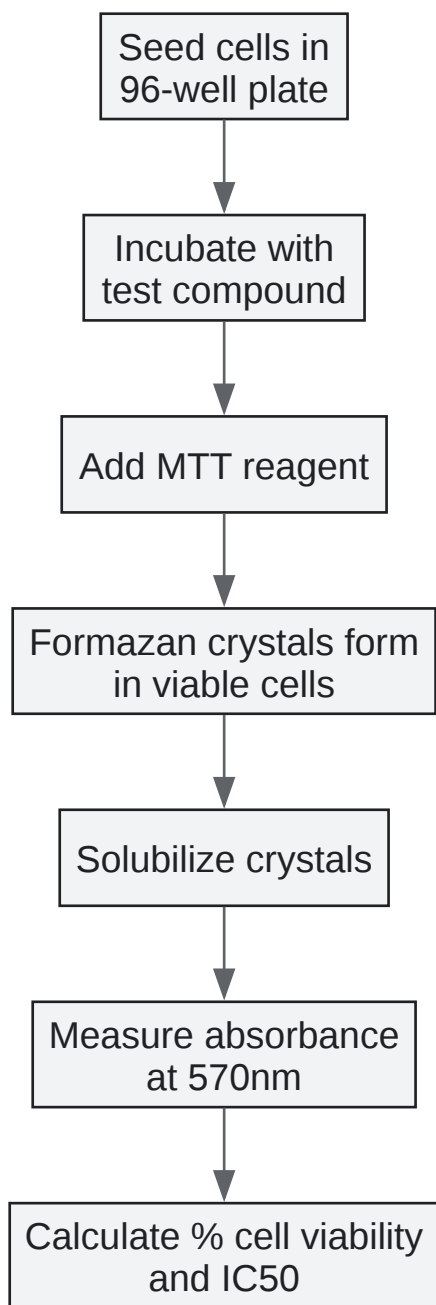 Seed cells in
96-well plate
Incubate with
test compound
Add MTT reagent
Formazan crystals form
in viable cells
Solubilize crystals
Measure absorbance
at 570nm
Calculate % cell viability
and IC50